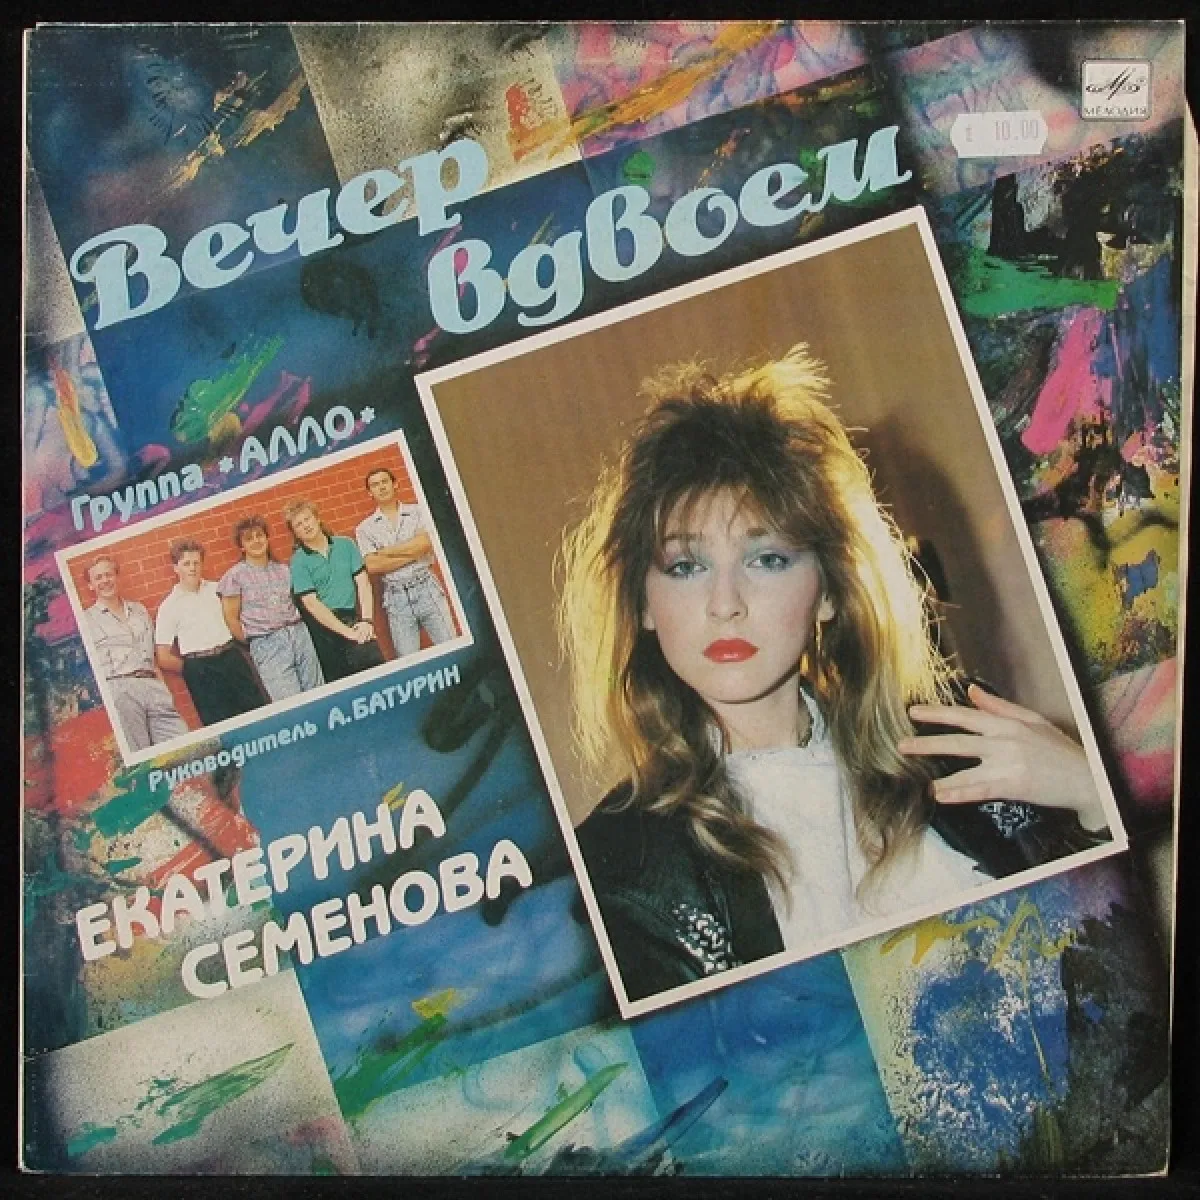 Вечер
вдвоем
МЕЛОДИЯ
10.00
Группа *АЛЛО*
Руководитель А.БАТУРИН
ЕКАТЕРИНА
СЕМЕНОВА